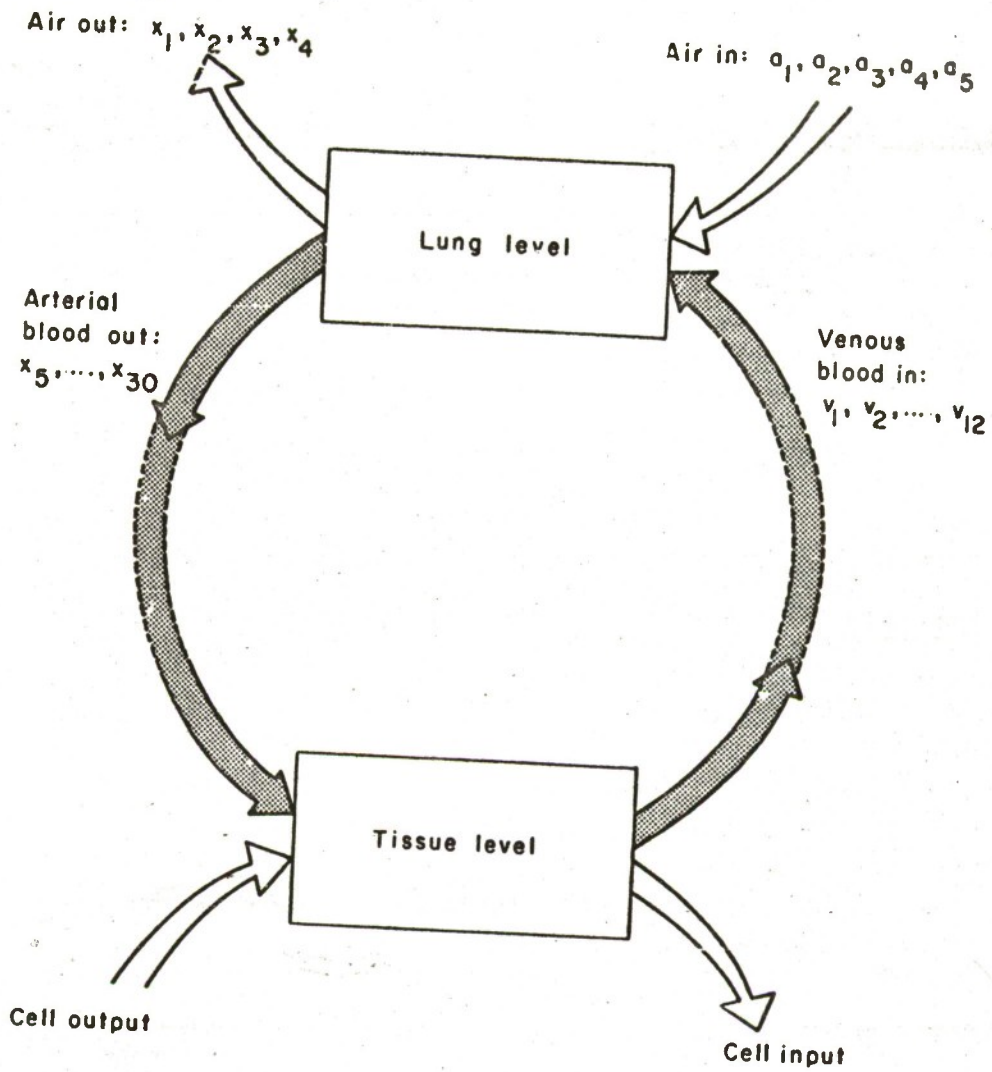 Air out: x₁, x₂, x₃, x₄
Air in: a₁, a₂, a₃, a₄, a₅
Lung level
Arterial
blood out:
x₅, ...., x₃₀
Venous
blood in:
v₁, v₂, ...., v₁₂
Tissue level
Cell output
Cell input